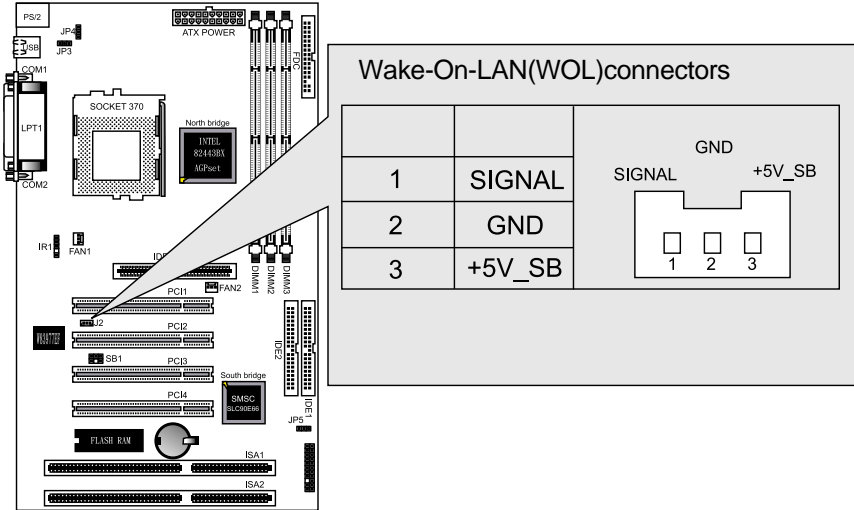 PS/2
JP4
ATX POWER
USB
JP3
FDC
COM1
SOCKET 370
LPT1
North bridge
INTEL
82443BX
AGPset
COM2
IR1
FAN1
DIMM1
DIMM2
DIMM3
FAN2
PCI1
J2
PCI2
W83977EF
SB1
PCI3
IDE2
South bridge
SMSC
SLC90E66
PCI4
IDE1
JP5
FLASH RAM
ISA1
ISA2
Wake-On-LAN(WOL)connectors
1 SIGNAL
2 GND
3 +5V_SB
GND
SIGNAL +5V_SB
1 2 3